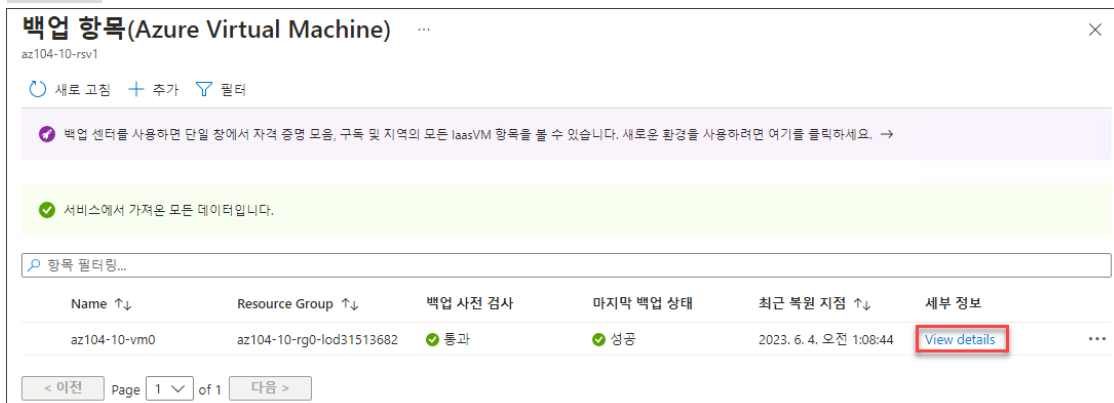 백업 항목(Azure Virtual Machine) ...
az104-10-rsv1
새로 고침 추가 필터
백업 센터를 사용하면 단일 창에서 자격 증명 모음, 구독 및 지역의 모든 IaasVM 항목을 볼 수 있습니다. 새로운 환경을 사용하려면 여기를 클릭하세요. →
서비스에서 가져온 모든 데이터입니다.
항목 필터링...
Name ↑↓ Resource Group ↑↓ 백업 사전 검사 마지막 백업 상태 최근 복원 지점 ↑↓ 세부 정보
az104-10-vm0 az104-10-rg0-lod31513682 통과 성공 2023. 6. 4. 오전 1:08:44 View details ...
< 이전 Page 1 of 1 다음 >